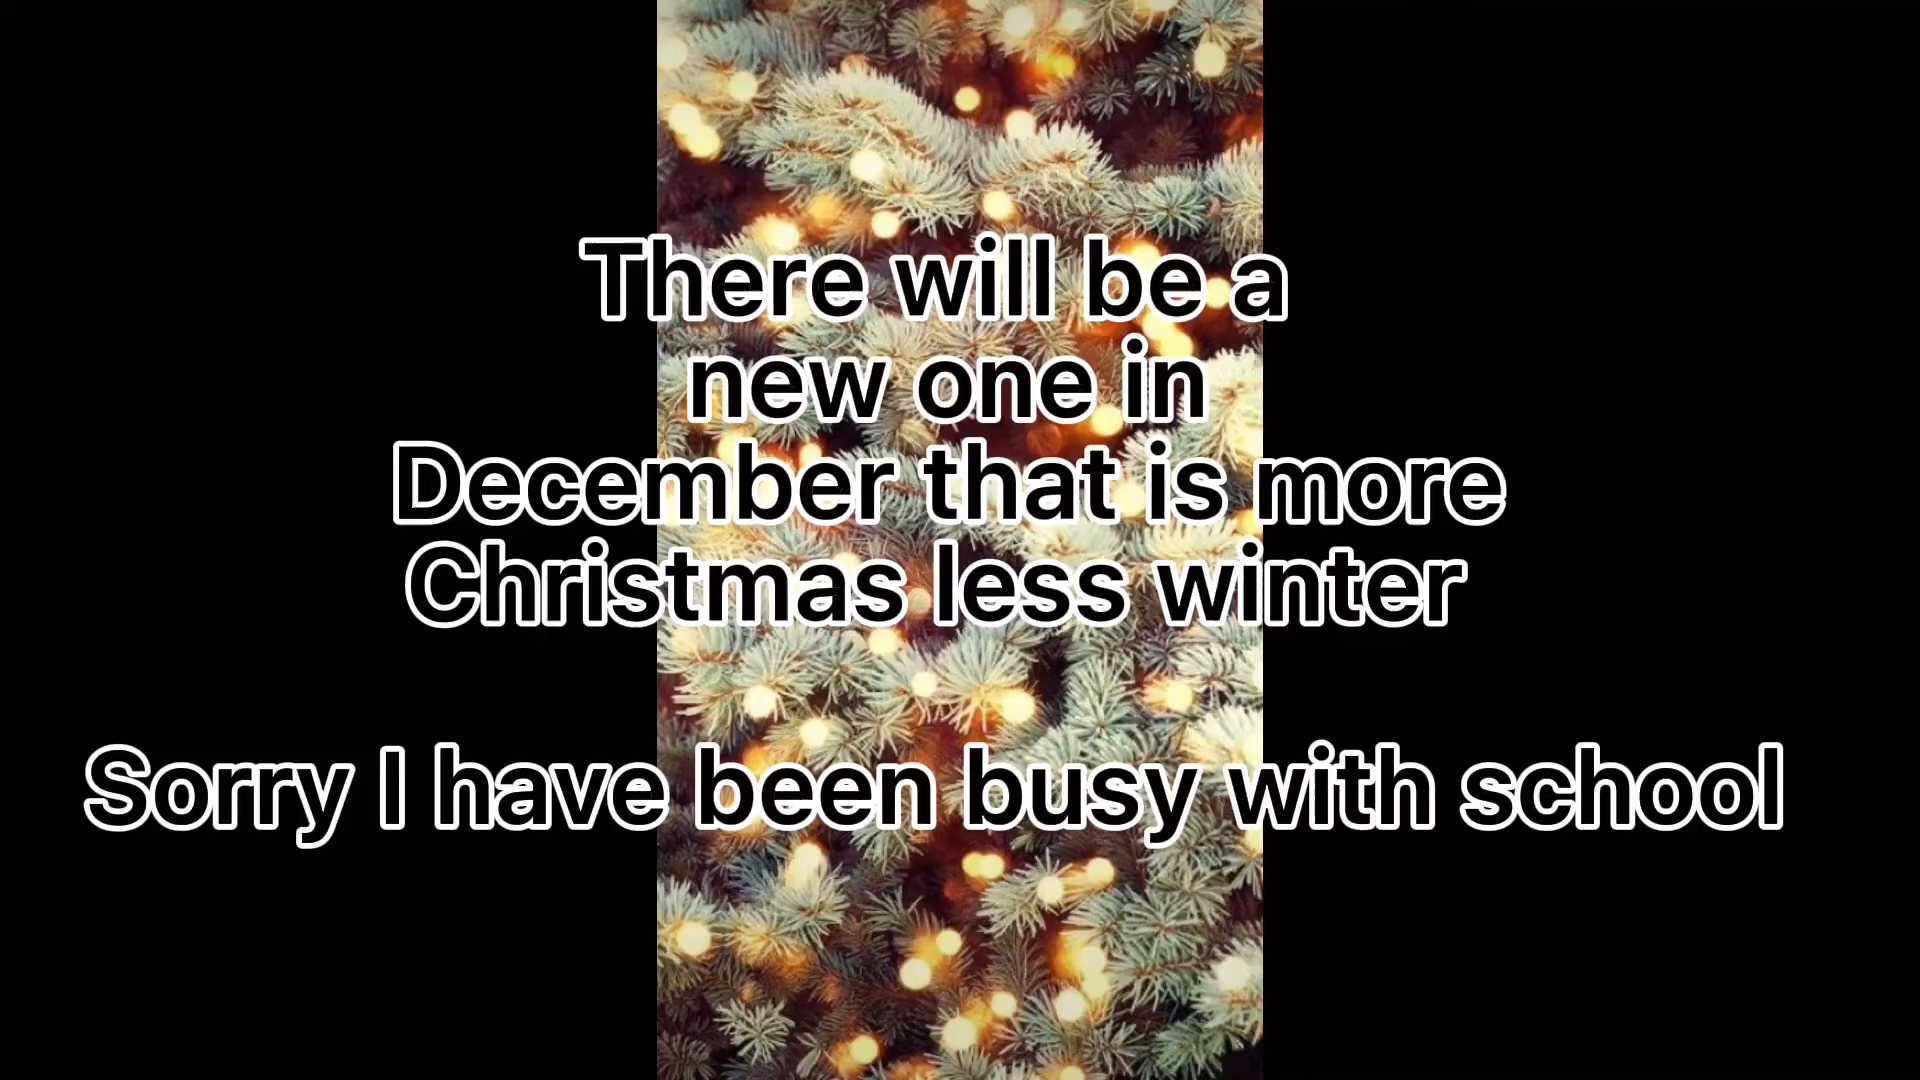 There will be a
new one in
December that is more
Christmas less winter
Sorry I have been busy with school